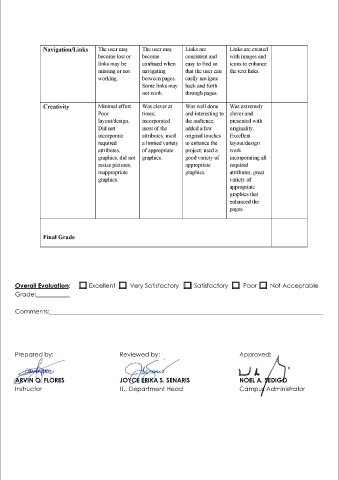 Navigation/Links
The user may
become lost or
links may be
missing or not
working.
The user may
become
confused when
navigating
between pages.
Some links may
not work.
Links are
consistent and
easy to find so
that the user can
easily navigate
back and forth
through pages.
Links are created
with images and
icons to enhance
the text links.
Creativity
Minimal effort.
Poor
layout/design.
Did not
incorporate
required
attributes,
graphics, did not
resize pictures,
inappropriate
graphics.
Was clever at
times;
incorporated
most of the
attributes; used
a limited variety
of appropriate
graphics.
Was well done
and interesting to
the audience;
added a few
original touches
to enhance the
project; used a
good variety of
appropriate
graphics.
Was extremely
clever and
presented with
originality.
Excellent
layout/design
work
incorporating all
required
attributes, great
variety of
appropriate
graphics that
enhanced the
pages.
Final Grade
Overall Evaluation: Excellent Very Satisfactory Satisfactory Poor Not Acceptable
Grade:
Comments:
Prepared by: Reviewed by: Approved:
ARVIN Q. FLORES JOYCE ERIKA S. SENARIS NOEL A. SEDIGO
Instructor IT., Department Head Campus Administrator